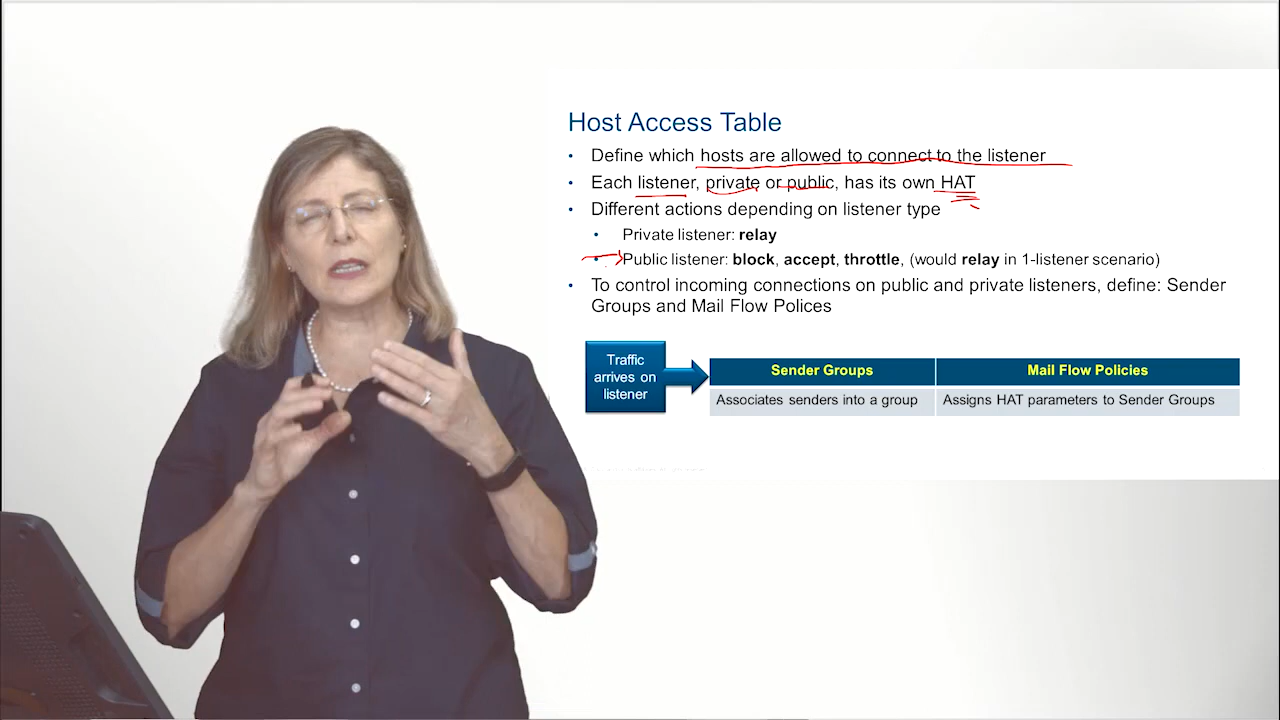 Host Access Table
• Define which hosts are allowed to connect to the listener
• Each listener, private or public, has its own HAT
• Different actions depending on listener type
• Private listener: relay
• Public listener: block, accept, throttle, (would relay in 1-listener scenario)
• To control incoming connections on public and private listeners, define: Sender
Groups and Mail Flow Polices
Traffic
arrives on
listener
Sender Groups
Mail Flow Policies
Associates senders into a group
Assigns HAT parameters to Sender Groups